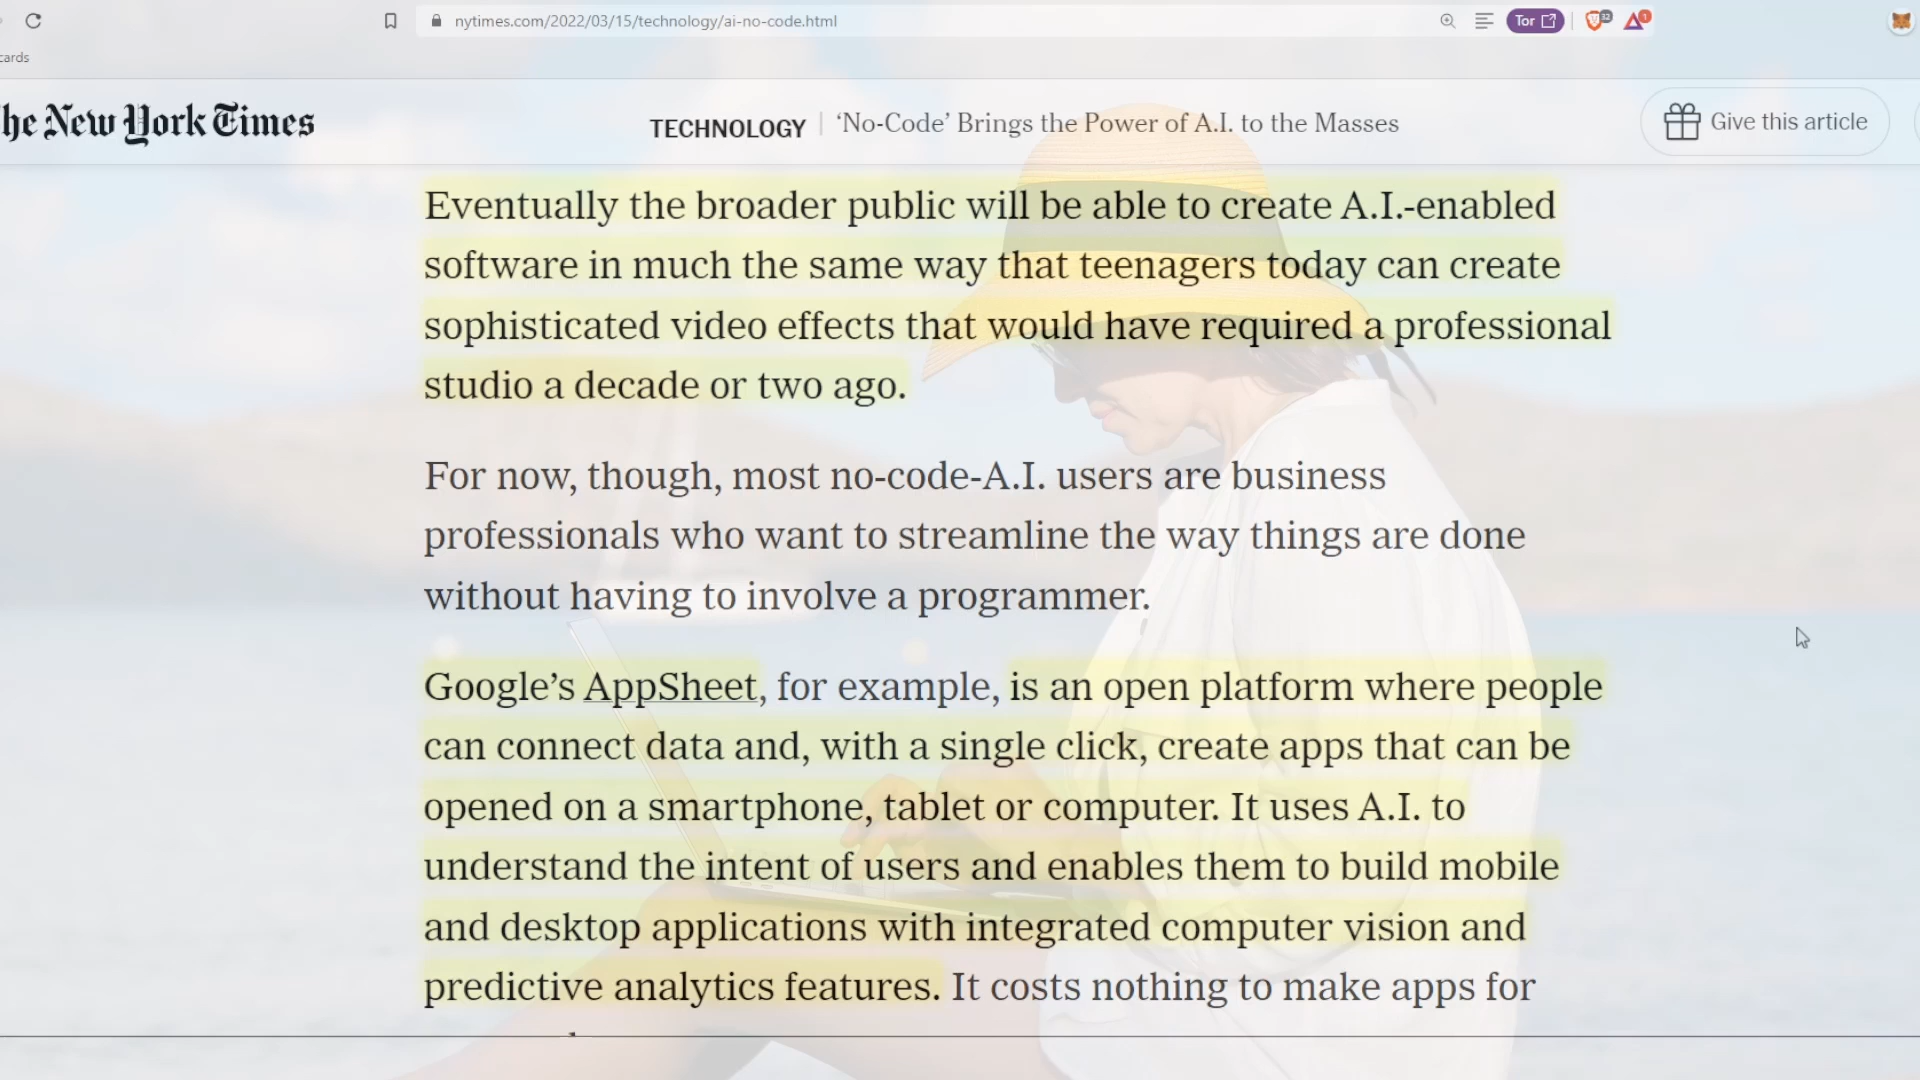 nytimes.com/2022/03/15/technology/ai-no-code.html
Tor
32
1
cards
he New York Times
TECHNOLOGY
‘No-Code’ Brings the Power of A.I. to the Masses
Give this article
Eventually the broader public will be able to create A.I.-enabled
software in much the same way that teenagers today can create
sophisticated video effects that would have required a professional
studio a decade or two ago.
For now, though, most no-code-A.I. users are business
professionals who want to streamline the way things are done
without having to involve a programmer.
Google’s AppSheet, for example, is an open platform where people
can connect data and, with a single click, create apps that can be
opened on a smartphone, tablet or computer. It uses A.I. to
understand the intent of users and enables them to build mobile
and desktop applications with integrated computer vision and
predictive analytics features. It costs nothing to make apps for